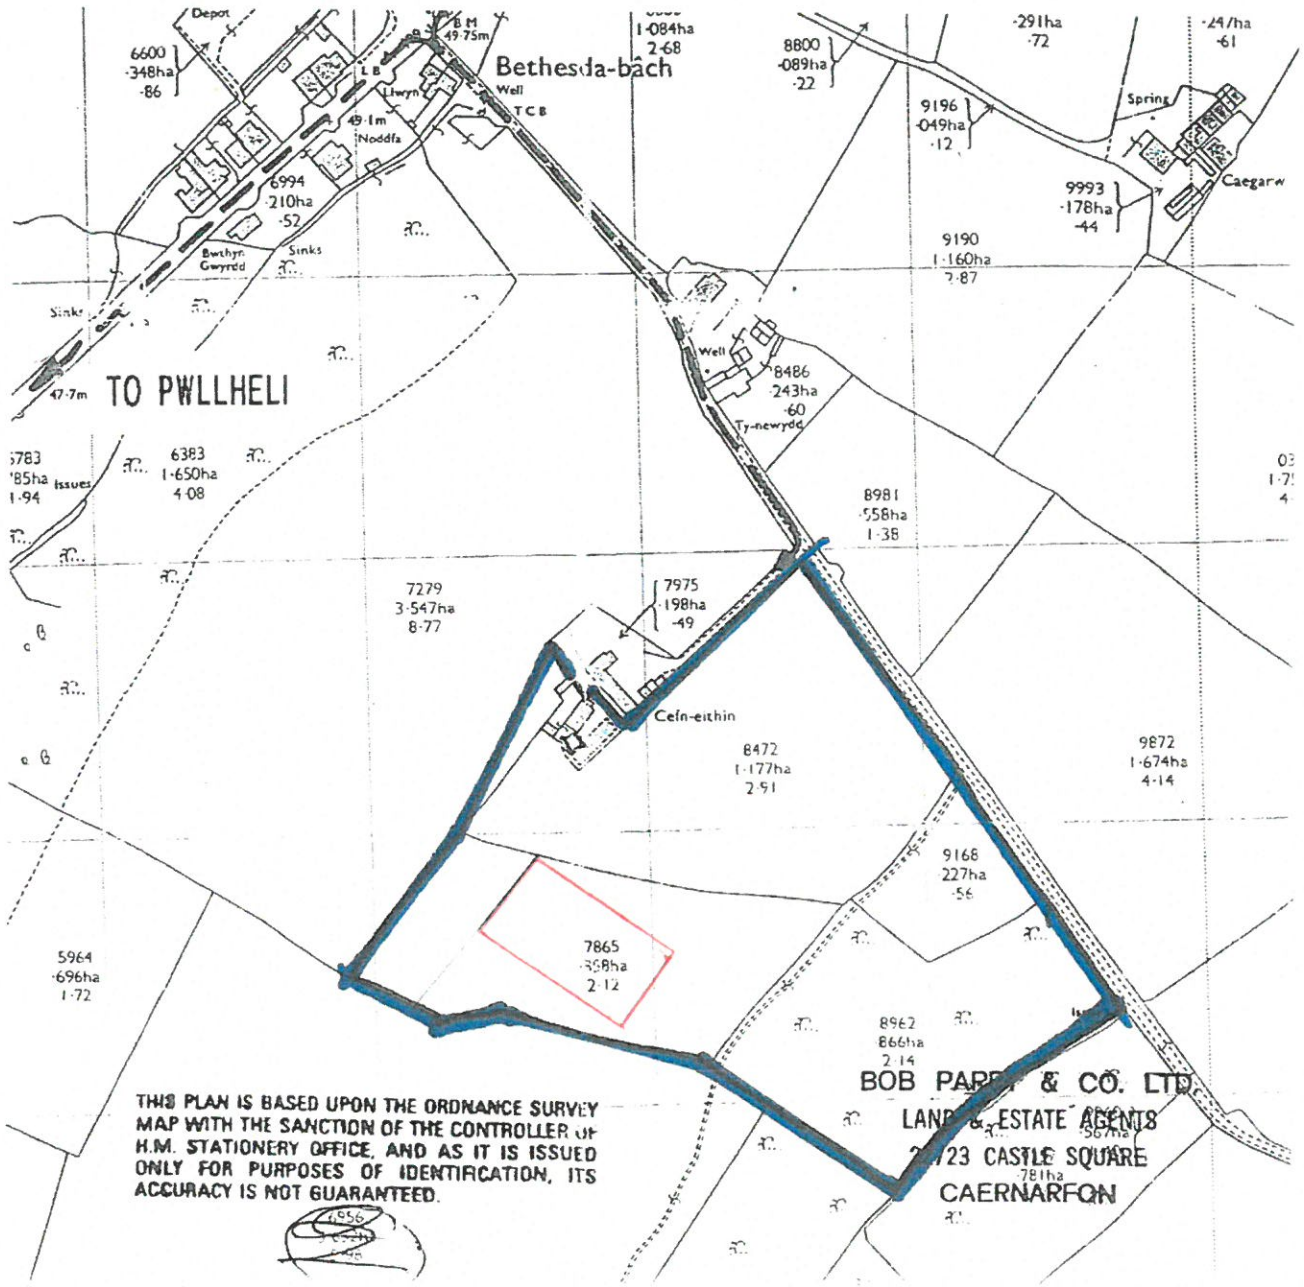 Depot
6600
·348ha
·86
B M
49·75m
1·084ha
2·68
8800
·089ha
·22
·291ha
·72
·247ha
·61
Bethesda-bâch
L B
Llwyn
Well
T C B
49·1m
Noddfa
9196
·049ha
·12
Spring
Caegarw
9993
·178ha
·44
6994
·210ha
·52
Bwthyn
Gwyrdd
Sinks
9190
1·160ha
2·87
Sinks
47·7m
TO PWLLHELI
Well
8486
·243ha
·60
Ty-newydd
Issues
1·94
6383
1·650ha
4·08
8981
·558ha
1·38
7279
3·547ha
8·77
7975
·198ha
·49
Cefn-eithin
8472
1·177ha
2·91
9872
1·674ha
4·14
9168
·227ha
·56
7865
2·12
5964
·696ha
1·72
8962
·866ha
2·14
THIS PLAN IS BASED UPON THE ORDNANCE SURVEY
MAP WITH THE SANCTION OF THE CONTROLLER OF
H.M. STATIONERY OFFICE, AND AS IT IS ISSUED
ONLY FOR PURPOSES OF IDENTIFICATION, ITS
ACCURACY IS NOT GUARANTEED.
BOB PARRY & CO. LTD
LAND & ESTATE AGENTS
CASTLE SQUARE
·781ha
CAERNARFON
6956